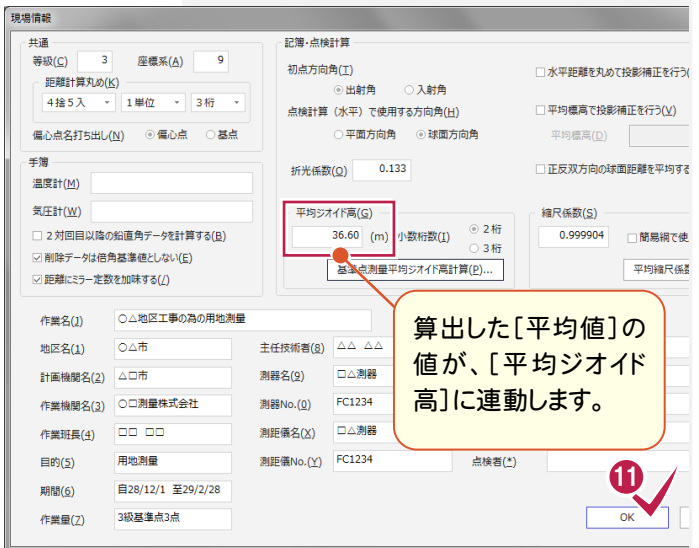 現場情報
共通
等級(C) 3 座標系(A) 9
距離計算丸め(K)
4捨5入 1単位 3桁
偏心点名打ち出し(N) 偏心点 基点
手簿
温度計(M)
気圧計(W)
2対回目以降の鉛直角データを計算する(B)
削除データは倍角基準値としない(E)
距離にミラー定数を加味する(/)
記簿・点検計算
初点方向角(T)
出射角 入射角
点検計算(水平)で使用する方向角(H)
平面方向角 球面方向角
折光係数(O) 0.133
水平距離を丸めて投影補正を行う(
平均標高で投影補正を行う(V)
平均標高(D)
正反双方向の球面距離を平均する
平均ジオイド高(G)
36.60 (m) 小数桁数(I) 2桁
3桁
基準点測量平均ジオイド高計算(P)...
縮尺係数(S)
0.999904 簡易網で使
平均縮尺係数
算出した[平均値]の
値が、[平均ジオイド
高]に連動します。
作業名(J) ○△地区工事の為の用地測量
地区名(1) ○△市 主任技術者(8) △△ △△
計画機関名(2) △□市 測器名(9) □△測器
作業機関名(3) ○□測量株式会社 測器No.(0) FC1234
作業班長(4) □□ □□ 測距儀名(X) □△測器
目的(5) 用地測量 測距儀No.(Y) FC1234 点検者(*)
期間(6) 自28/12/1 至29/2/28
作業量(7) 3級基準点3点
11
OK